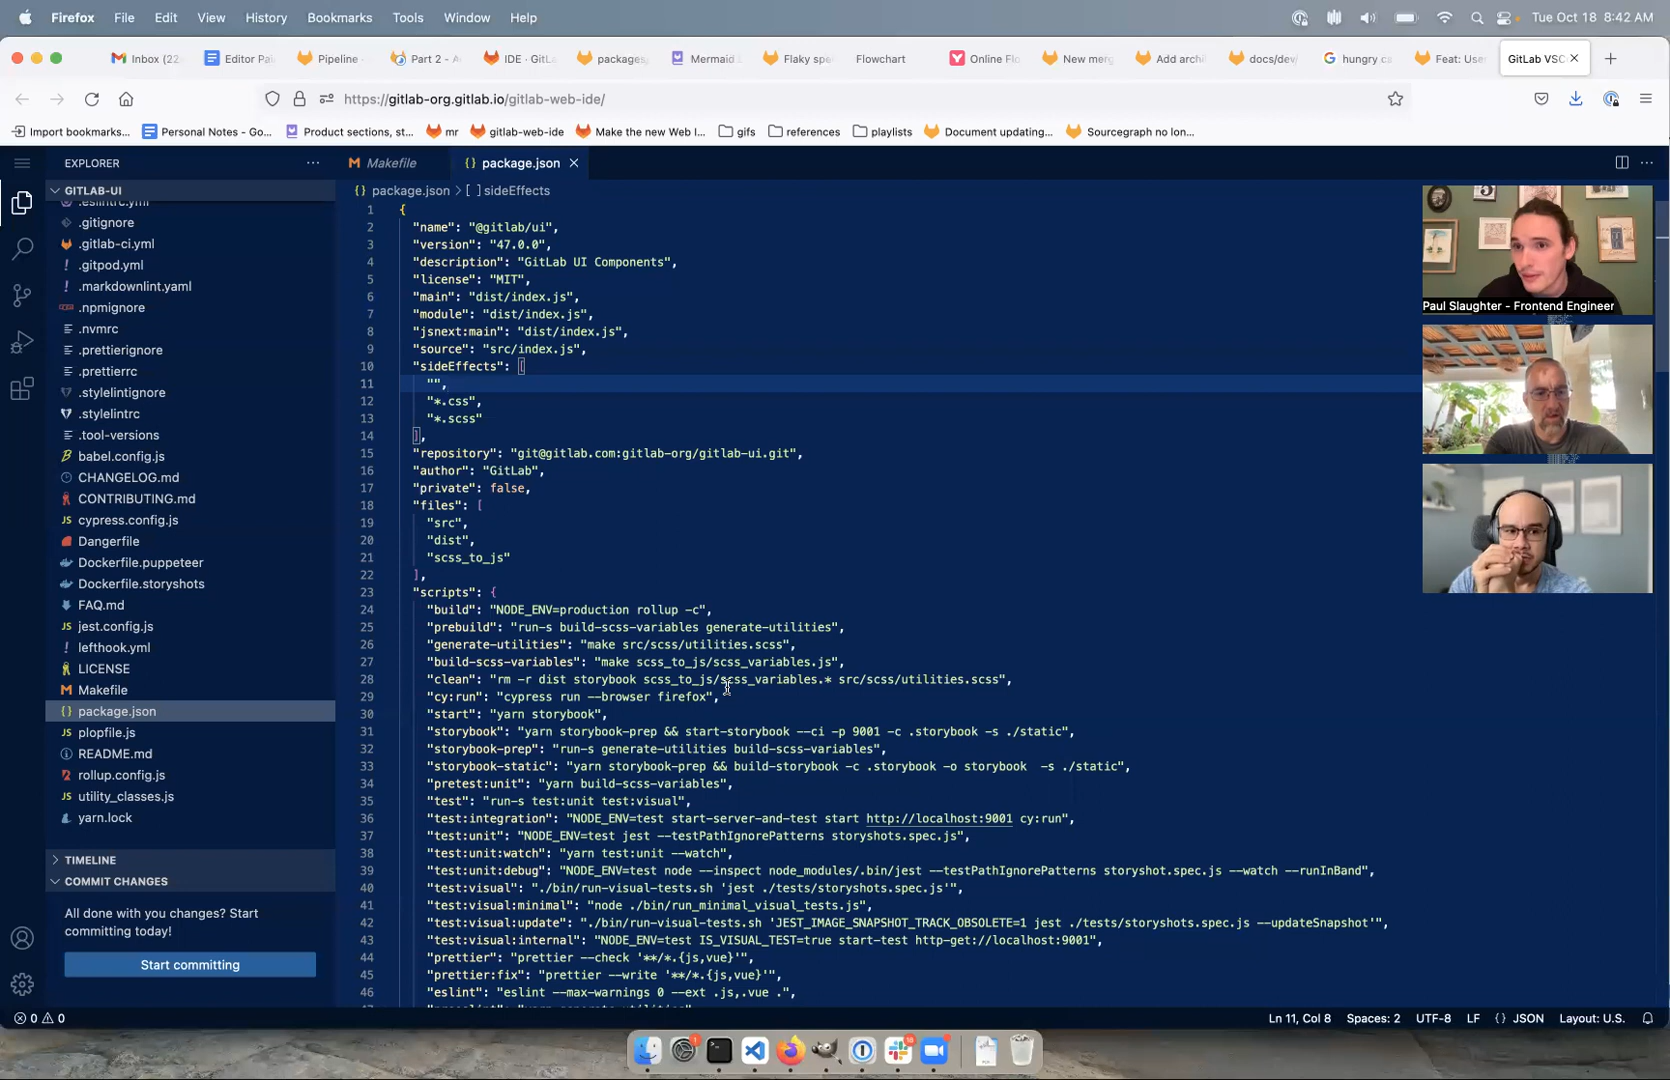 Firefox File Edit View History Bookmarks Tools Window Help
Tue Oct 18 8:42 AM
Inbox (22
Editor Pai
Pipeline
Part 2 - A
IDE · GitLa
packages
Mermaid
Flaky spe
Flowchart
Online Flo
New merg
Add archi
docs/dev/
hungry ca
Feat: User
GitLab VSC
https://gitlab-org.gitlab.io/gitlab-web-ide/
Import bookmarks...
Personal Notes - Go...
Product sections, st...
mr
gitlab-web-ide
Make the new Web I...
gifs
references
playlists
Document updating...
Sourcegraph no lon...
EXPLORER
GITLAB-UI
.eslintrc.yml
.gitignore
.gitlab-ci.yml
.gitpod.yml
.markdownlint.yaml
.npmignore
.nvmrc
.prettierignore
.prettierrc
.stylelintignore
.stylelintrc
.tool-versions
babel.config.js
CHANGELOG.md
CONTRIBUTING.md
cypress.config.js
Dangerfile
Dockerfile.puppeteer
Dockerfile.storyshots
FAQ.md
jest.config.js
lefthook.yml
LICENSE
Makefile
package.json
plopfile.js
README.md
rollup.config.js
utility_classes.js
yarn.lock
TIMELINE
COMMIT CHANGES
All done with you changes? Start
committing today!
Start committing
Makefile
package.json
package.json > [ ] sideEffects
1 {
2 "name": "@gitlab/ui",
3 "version": "47.0.0",
4 "description": "GitLab UI Components",
5 "license": "MIT",
6 "main": "dist/index.js",
7 "module": "dist/index.js",
8 "jsnext:main": "dist/index.js",
9 "source": "src/index.js",
10 "sideEffects": [
11 "",
12 "*.css",
13 "*.scss"
14 ],
15 "repository": "git@gitlab.com:gitlab-org/gitlab-ui.git",
16 "author": "GitLab",
17 "private": false,
18 "files": [
19 "src",
20 "dist",
21 "scss_to_js"
22 ],
23 "scripts": {
24 "build": "NODE_ENV=production rollup -c",
25 "prebuild": "run-s build-scss-variables generate-utilities",
26 "generate-utilities": "make src/scss/utilities.scss",
27 "build-scss-variables": "make scss_to_js/scss_variables.js",
28 "clean": "rm -r dist storybook scss_to_js/scss_variables.* src/scss/utilities.scss",
29 "cy:run": "cypress run --browser firefox",
30 "start": "yarn storybook",
31 "storybook": "yarn storybook-prep && start-storybook --ci -p 9001 -c .storybook -s ./static",
32 "storybook-prep": "run-s generate-utilities build-scss-variables",
33 "storybook-static": "yarn storybook-prep && build-storybook -c .storybook -o storybook  -s ./static",
34 "pretest:unit": "yarn build-scss-variables",
35 "test": "run-s test:unit test:visual",
36 "test:integration": "NODE_ENV=test start-server-and-test start http://localhost:9001 cy:run",
37 "test:unit": "NODE_ENV=test jest --testPathIgnorePatterns storyshots.spec.js",
38 "test:unit:watch": "yarn test:unit --watch",
39 "test:unit:debug": "NODE_ENV=test node --inspect node_modules/.bin/jest --testPathIgnorePatterns storyshot.spec.js --watch --runInBand",
40 "test:visual": "./bin/run-visual-tests.sh 'jest ./tests/storyshots.spec.js'",
41 "test:visual:minimal": "node ./bin/run_minimal_visual_tests.js",
42 "test:visual:update": "./bin/run-visual-tests.sh 'JEST_IMAGE_SNAPSHOT_TRACK_OBSOLETE=1 jest ./tests/storyshots.spec.js --updateSnapshot'",
43 "test:visual:internal": "NODE_ENV=test IS_VISUAL_TEST=true start-test http-get://localhost:9001",
44 "prettier": "prettier --check '**/*.{js,vue}'",
45 "prettier:fix": "prettier --write '**/*.{js,vue}'",
46 "eslint": "eslint --max-warnings 0 --ext .js,.vue .",
Paul Slaughter - Frontend Engineer
0 0
Ln 11, Col 8 Spaces: 2 UTF-8 LF { } JSON Layout: U.S.